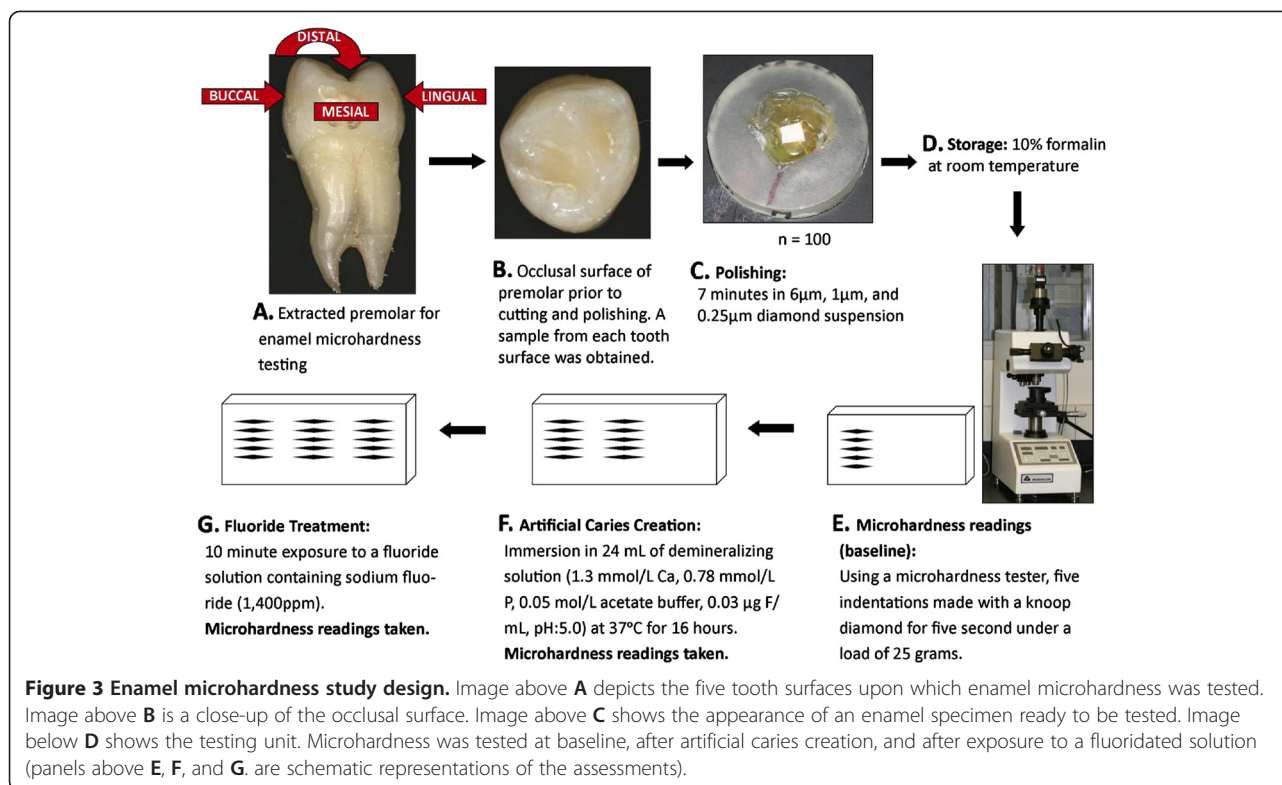 DISTAL
BUCCAL
LINGUAL
MESIAL
A. Extracted premolar for
enamel microhardness
testing
B. Occlusal surface of
premolar prior to
cutting and polishing. A
sample from each tooth
surface was obtained.
n = 100
C. Polishing:
7 minutes in 6µm, 1µm, and
0.25µm diamond suspension
D. Storage: 10% formalin
at room temperature
E. Microhardness readings
(baseline):
Using a microhardness tester, five
indentations made with a knoop
diamond for five second under a
load of 25 grams.
F. Artificial Caries Creation:
Immersion in 24 mL of demineralizing
solution (1.3 mmol/L Ca, 0.78 mmol/L
P, 0.05 mol/L acetate buffer, 0.03 µg F/
mL, pH:5.0) at 37°C for 16 hours.
Microhardness readings taken.
G. Fluoride Treatment:
10 minute exposure to a fluoride
solution containing sodium fluo-
ride (1,400ppm).
Microhardness readings taken.
Figure 3 Enamel microhardness study design. Image above A depicts the five tooth surfaces upon which enamel microhardness was tested.
Image above B is a close-up of the occlusal surface. Image above C shows the appearance of an enamel specimen ready to be tested. Image
below D shows the testing unit. Microhardness was tested at baseline, after artificial caries creation, and after exposure to a fluoridated solution
(panels above E, F, and G. are schematic representations of the assessments).